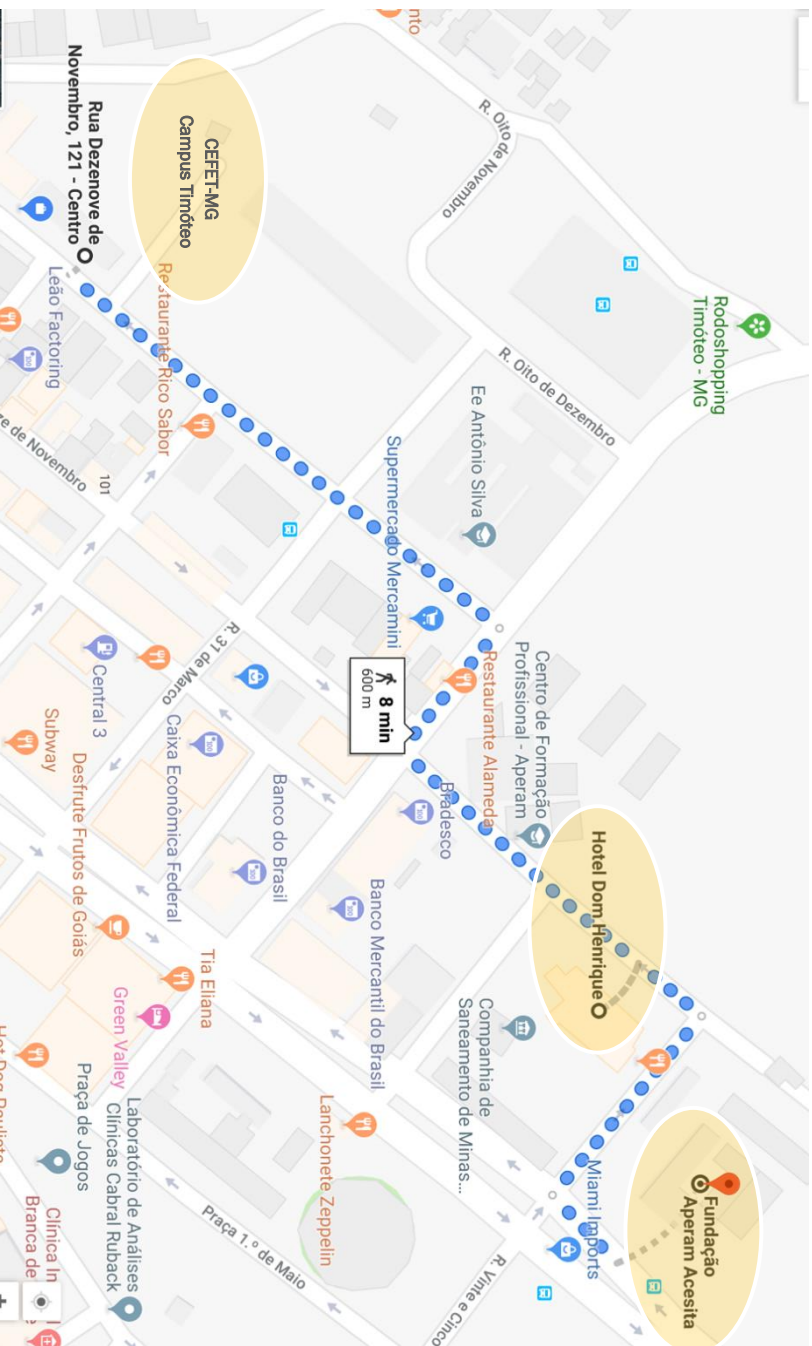 Rodoshopping
Timóteo - MG
Fundação
Aperam Acesita
Hotel Dom Henrique
Miami Imports
R. Oito de Dezembro
Centro de Formação
Profissional - Aperam
R. Oito de Novembro
Ee Antônio Silva
Restaurante Alameda
Companhia de
Saneamento de Minas...
R. Vinte e Cinco
Bradesco
Supermercado Mercamini
8 min
600 m
Banco Mercantil do Brasil
Lanchonete Zeppelin
Banco do Brasil
R. 31 de Março
Praça 1.º de Maio
CEFET-MG
Campus Timóteo
Tia Eliana
Caixa Econômica Federal
Restaurante Rico Sabor
Green Valley
Laboratório de Análises
Clínicas Cabral Ruback
Rua Dezenove de
Novembro, 121 - Centro
101
Central 3
Desfrute Frutos de Goiás
Praça de Jogos
Leão Factoring
Subway
de Novembro
Clínica
Branca de